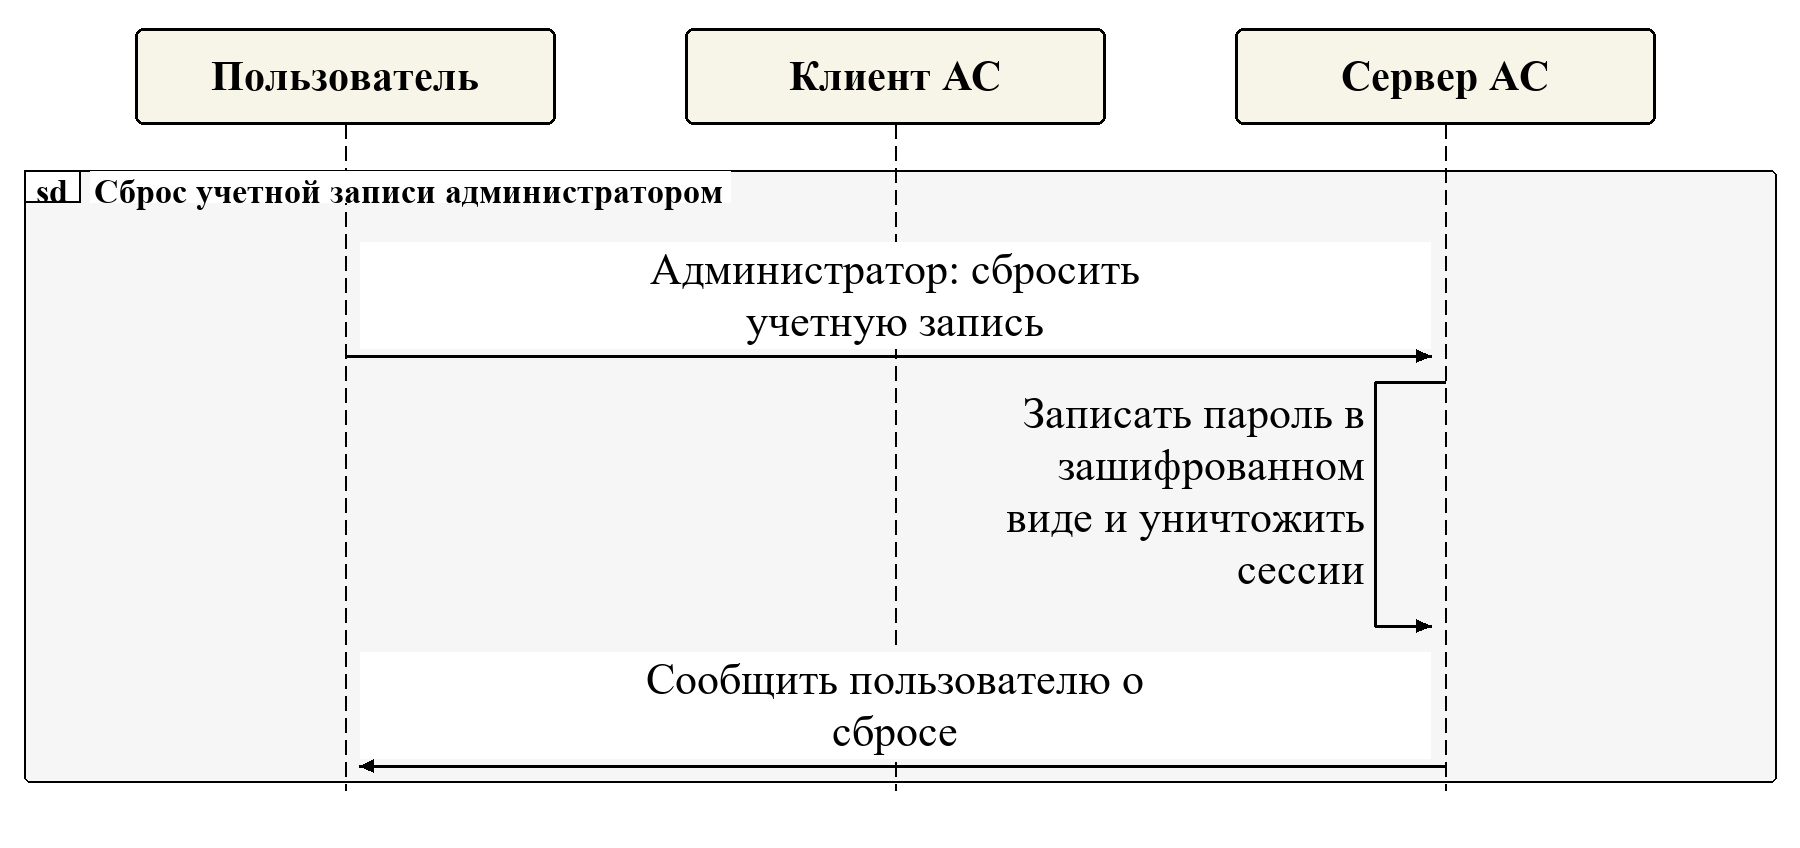 Пользователь
Клиент АС
Сервер АС
sd Сброс учетной записи администратором
Администратор: сбросить
учетную запись
Записать пароль в
зашифрованном
виде и уничтожить
сессии
Сообщить пользователю о
сбросе